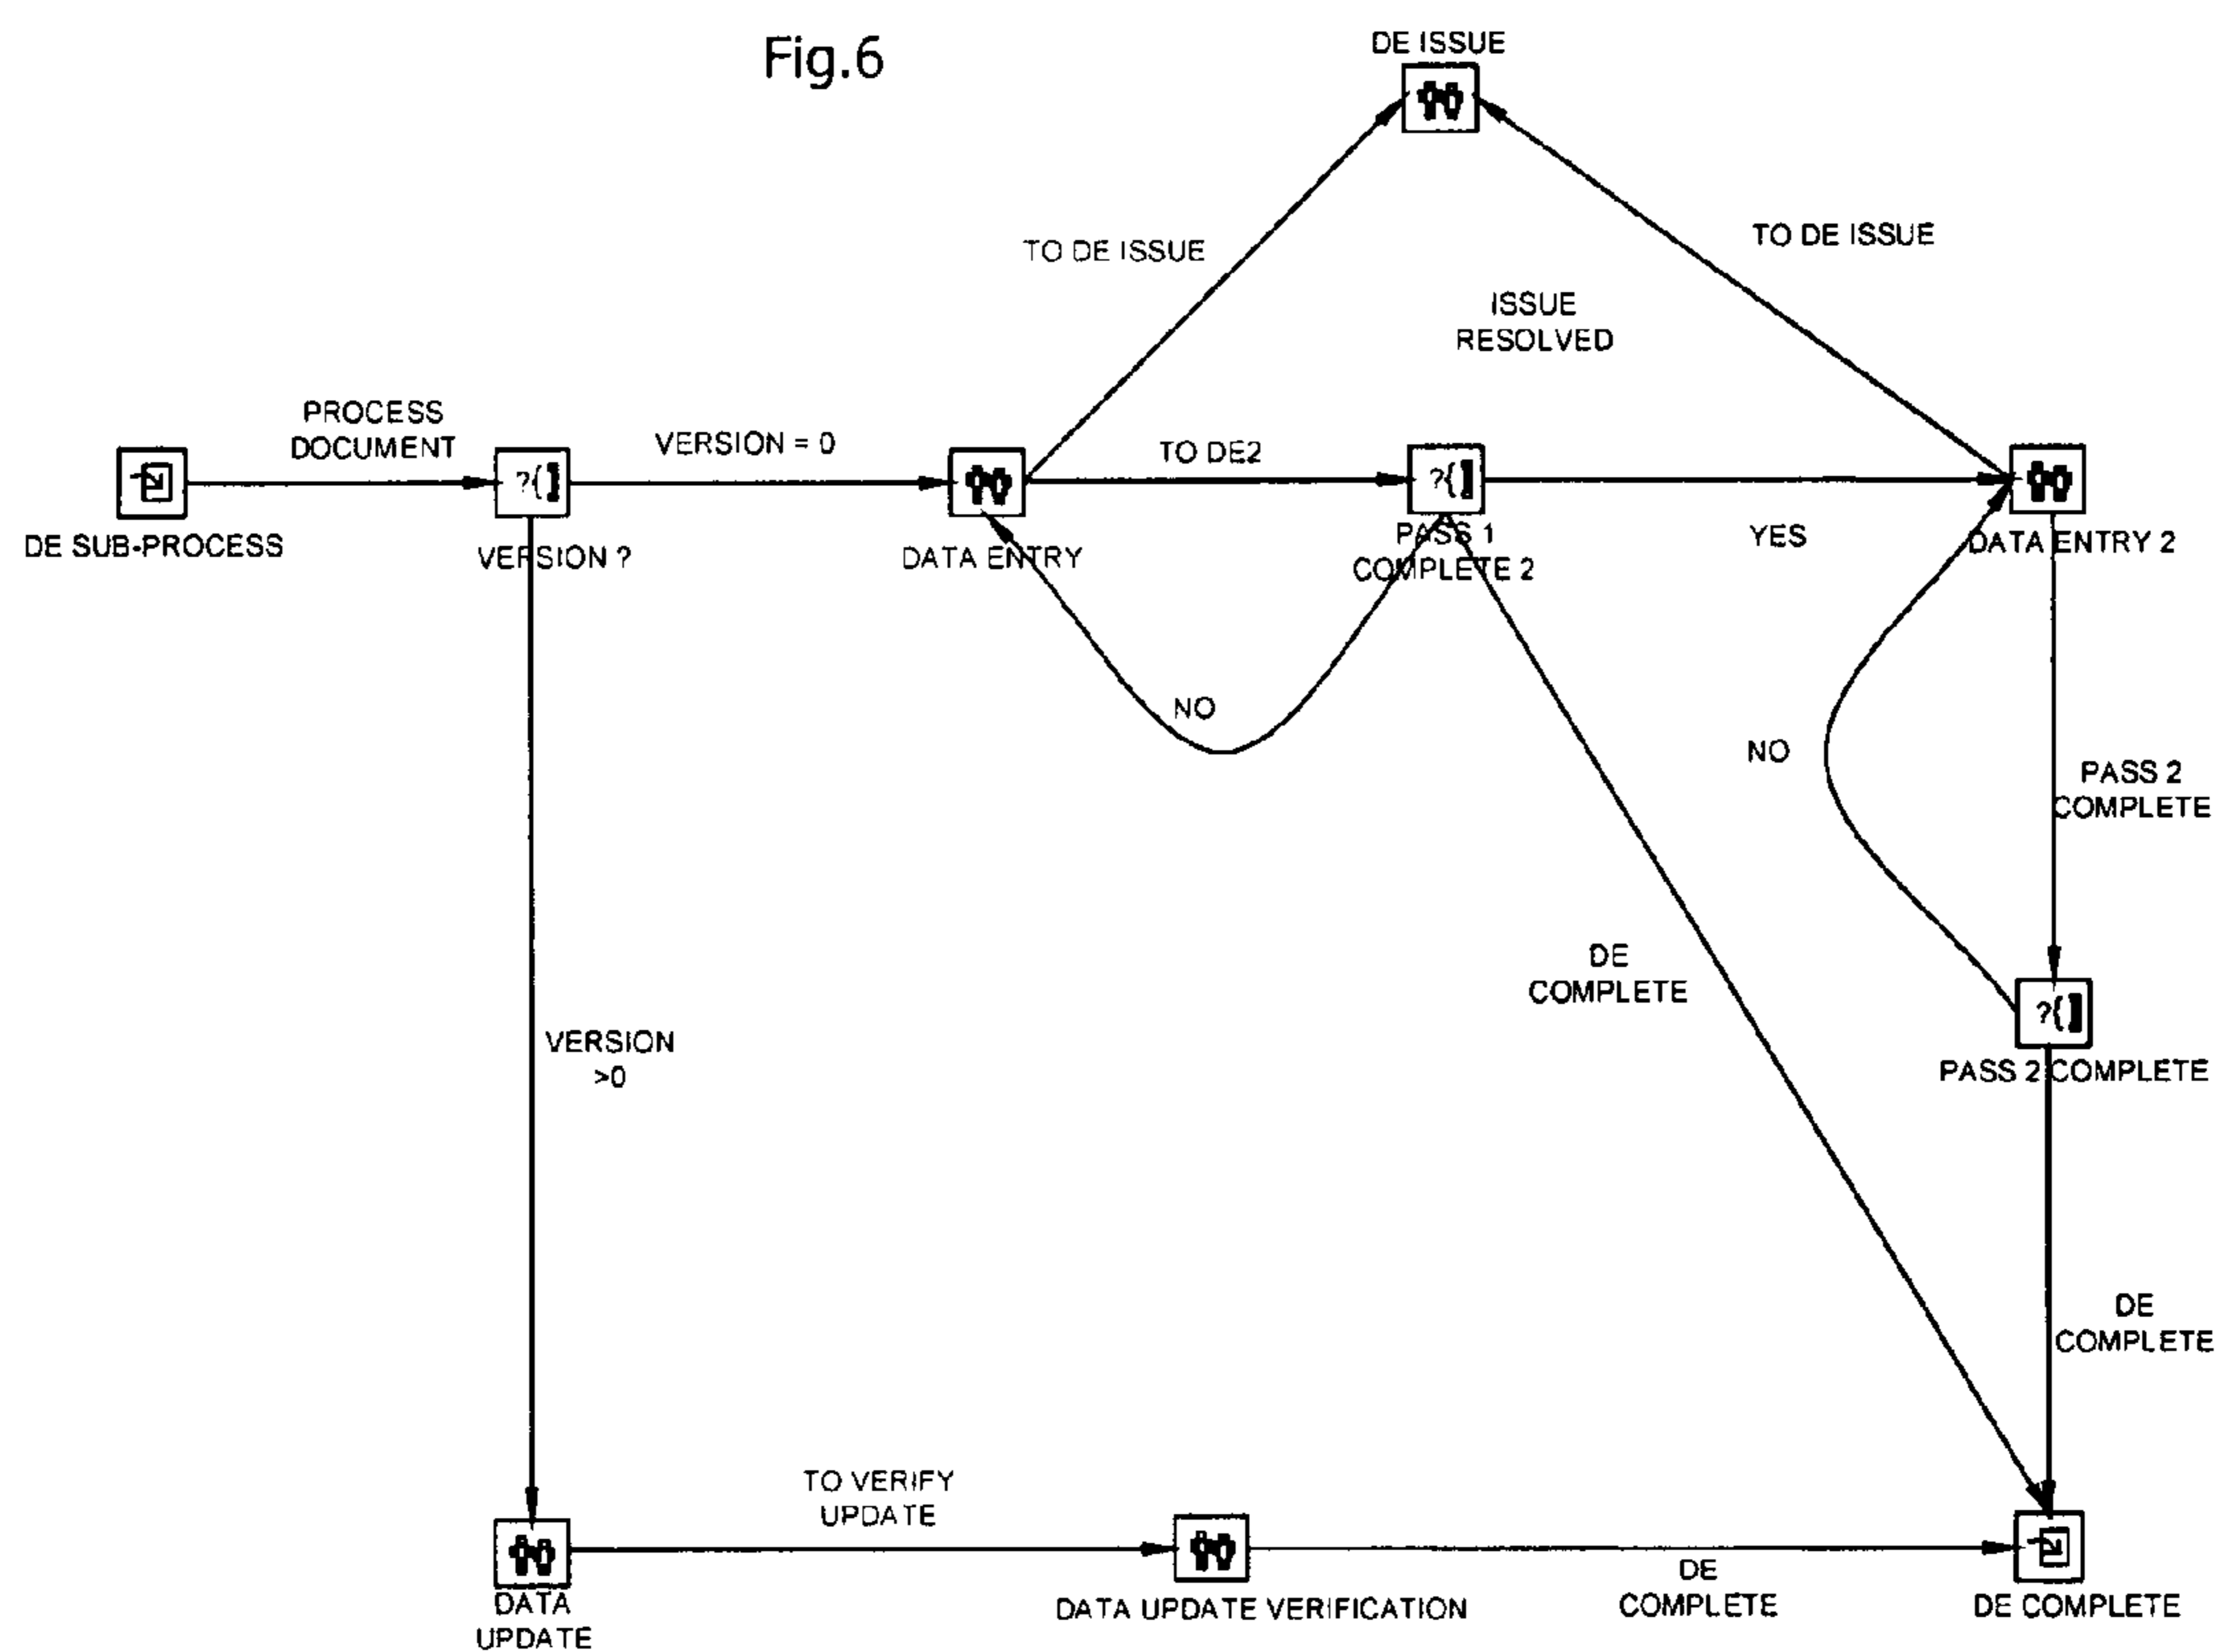 Fig.6
DE ISSUE
TO DE ISSUE
TO DE ISSUE
ISSUE
RESOLVED
PROCESS
DOCUMENT
VERSION = 0
TO DE2
?{]
?{]
DE SUB-PROCESS
VERSION ?
DATA ENTRY
PASS 1
COMPLETE 2
YES
DATA ENTRY 2
NO
NO
PASS 2
COMPLETE
DE
COMPLETE
?{]
VERSION
>0
PASS 2 COMPLETE
DE
COMPLETE
TO VERIFY
UPDATE
DATA
UPDATE
DATA UPDATE VERIFICATION
DE
COMPLETE
DE COMPLETE